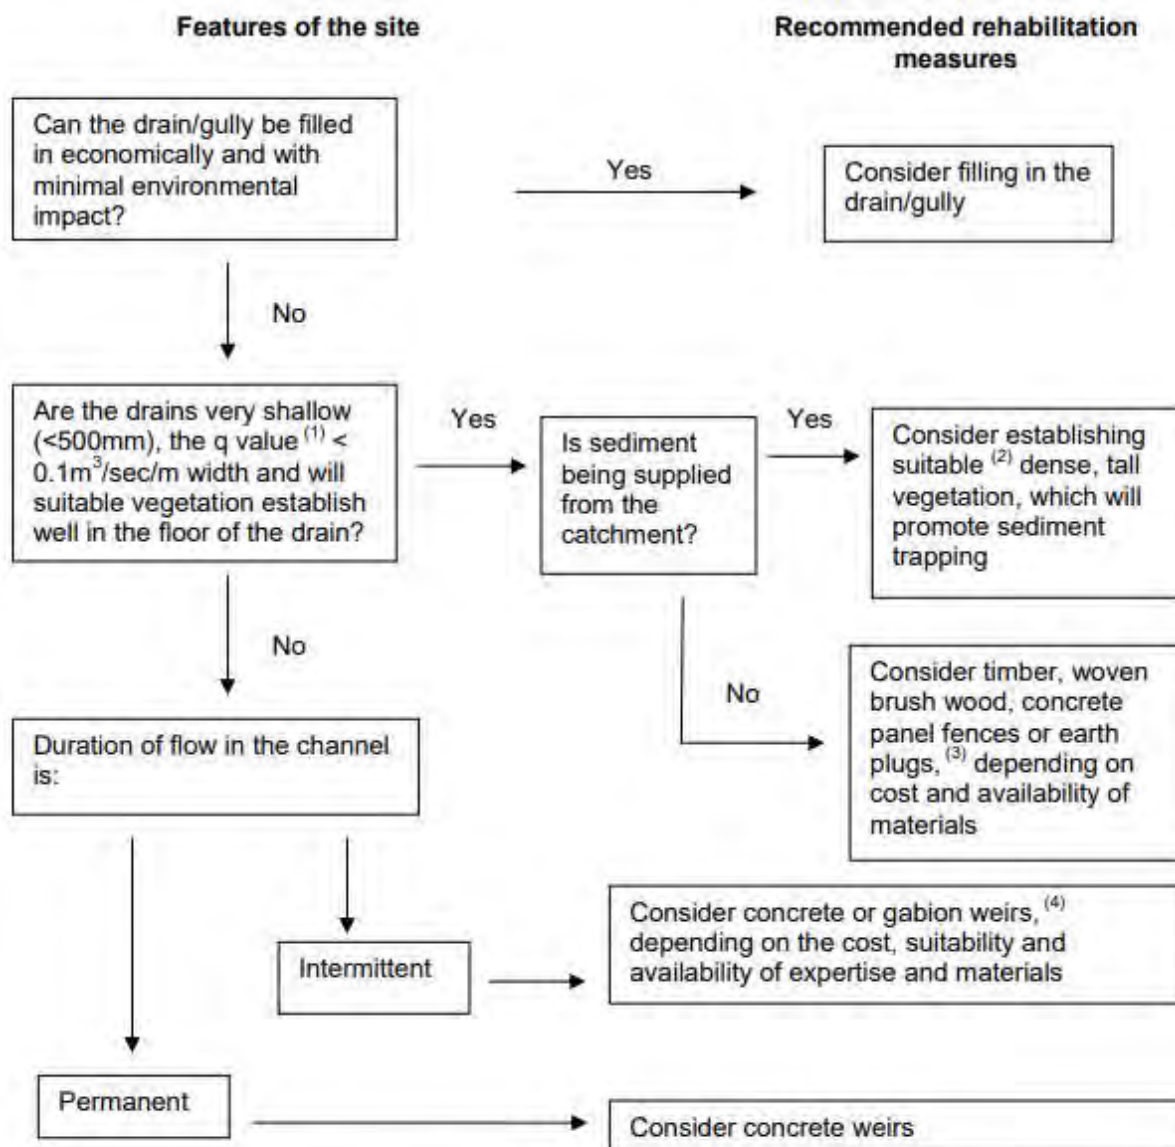 Features of the site
Recommended rehabilitation
measures
Can the drain/gully be filled
in economically and with
minimal environmental
impact?
Yes
Consider filling in the
drain/gully
No
Are the drains very shallow
(<500mm), the q value (1) <
0.1m3/sec/m width and will
suitable vegetation establish
well in the floor of the drain?
Yes
Is sediment
being supplied
from the
catchment?
Yes
Consider establishing
suitable (2) dense, tall
vegetation, which will
promote sediment
trapping
No
No
Consider timber, woven
brush wood, concrete
panel fences or earth
plugs, (3) depending on
cost and availability of
materials
Duration of flow in the channel
is:
Intermittent
Consider concrete or gabion weirs, (4)
depending on the cost, suitability and
availability of expertise and materials
Permanent
Consider concrete weirs